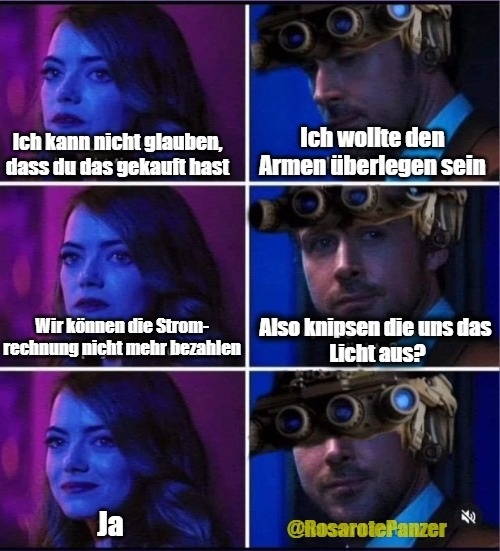 Ich kann nicht glauben,
dass du das gekauft hast
Ich wollte den
Armen überlegen sein
Wir können die Strom-
rechnung nicht mehr bezahlen
Also knipsen die uns das
Licht aus?
Ja
@RosarotePanzer